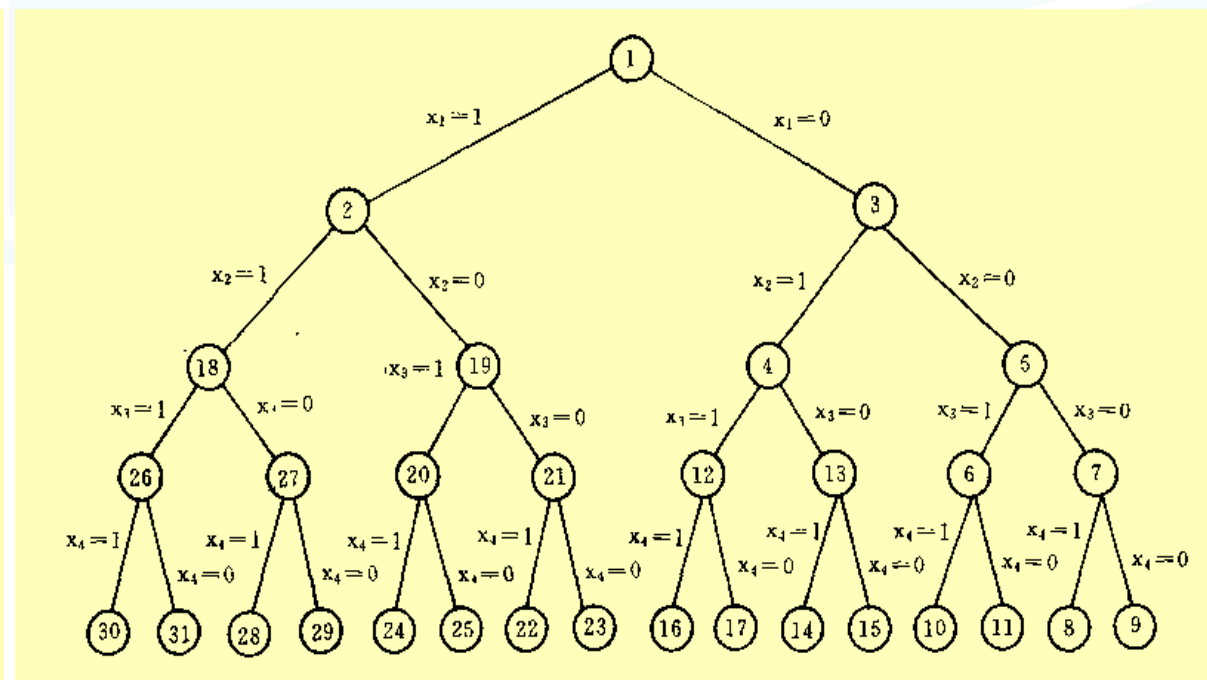 1
x₁=1 x₁=0
2 3
x₂=1 x₂=0 x₂=1 x₂=0
18 19 4 5
x₃=1 x₃=0 x₃=1 x₃=0 x₃=1 x₃=0 x₃=1 x₃=0
26 27 20 21 12 13 6 7
x₄=1 x₄=0 x₄=1 x₄=0 x₄=1 x₄=0 x₄=1 x₄=0 x₄=1 x₄=0 x₄=1 x₄=0 x₄=1 x₄=0 x₄=1 x₄=0
30 31 28 29 24 25 22 23 16 17 14 15 10 11 8 9